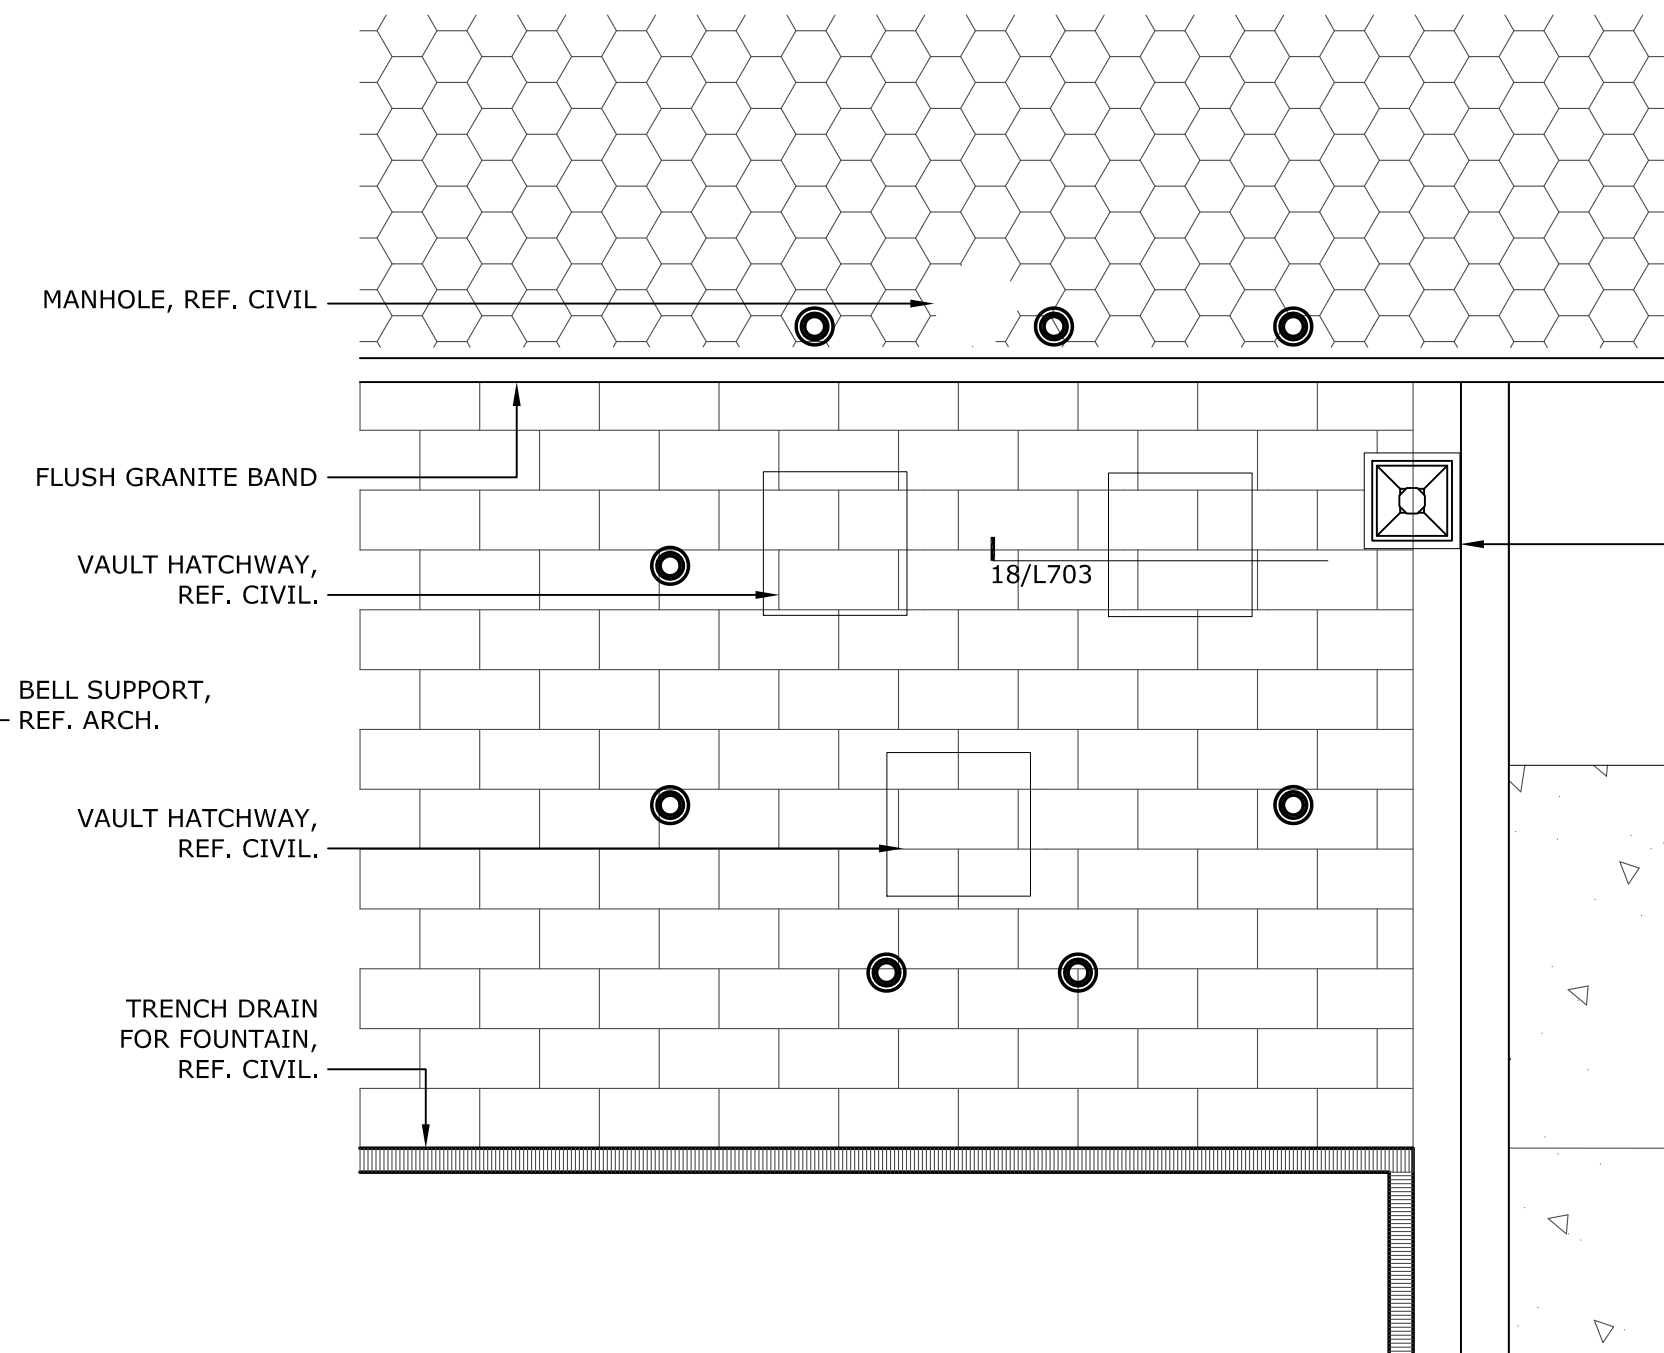 MANHOLE, REF. CIVIL
FLUSH GRANITE BAND
VAULT HATCHWAY,
REF. CIVIL.
18/L703
BELL SUPPORT,
REF. ARCH.
VAULT HATCHWAY,
REF. CIVIL.
TRENCH DRAIN
FOR FOUNTAIN,
REF. CIVIL.